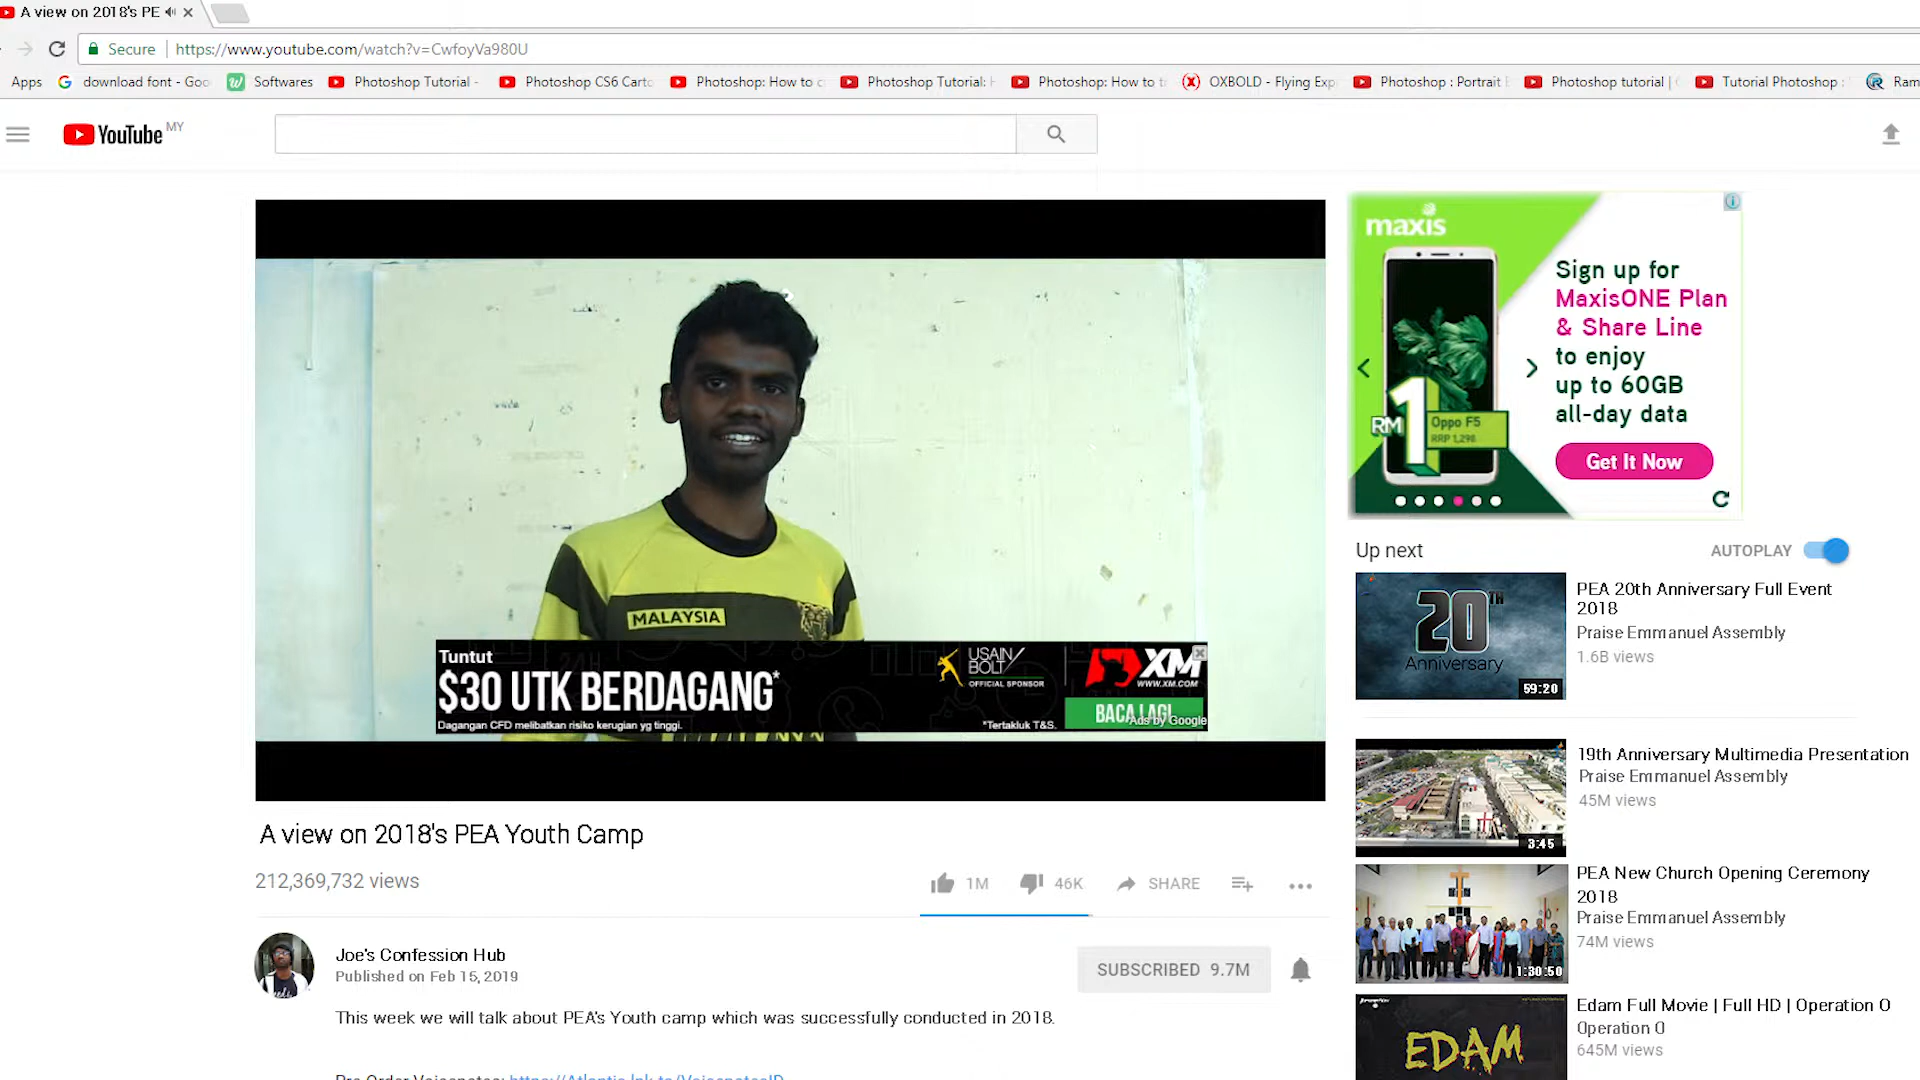 A view on 2018's PE
Secure
https://www.youtube.com/watch?v=CwfoyVa980U
Apps
download font - Goo
Softwares
Photoshop Tutorial -
Photoshop CS6 Carto
Photoshop: How to c
Photoshop Tutorial: H
Photoshop: How to t
OXBOLD - Flying Exp
Photoshop : Portrait
Photoshop tutorial |
Tutorial Photoshop :
Ram
YouTube MY
maxis
Sign up for
MaxisONE Plan
& Share Line
to enjoy
up to 60GB
all-day data
RM 1
Oppo F5
RRP 1,298
Get It Now
MALAYSIA
Tuntut
$30 UTK BERDAGANG*
Dagangan CFD melibatkan risiko kerugian yg tinggi.
*Tertakluk T&S.
USAIN
BOLT
OFFICIAL SPONSOR
XM
WWW.XM.COM
BACA LAGI
Ads by Google
A view on 2018's PEA Youth Camp
212,369,732 views
1M
46K
SHARE
Joe's Confession Hub
Published on Feb 15, 2019
SUBSCRIBED 9.7M
This week we will talk about PEA's Youth camp which was successfully conducted in 2018.
Up next
AUTOPLAY
20TH
Anniversary
59:20
PEA 20th Anniversary Full Event
2018
Praise Emmanuel Assembly
1.6B views
3:45
19th Anniversary Multimedia Presentation
Praise Emmanuel Assembly
45M views
1:30:50
PEA New Church Opening Ceremony
2018
Praise Emmanuel Assembly
74M views
EDAM
Edam Full Movie | Full HD | Operation O
Operation O
645M views